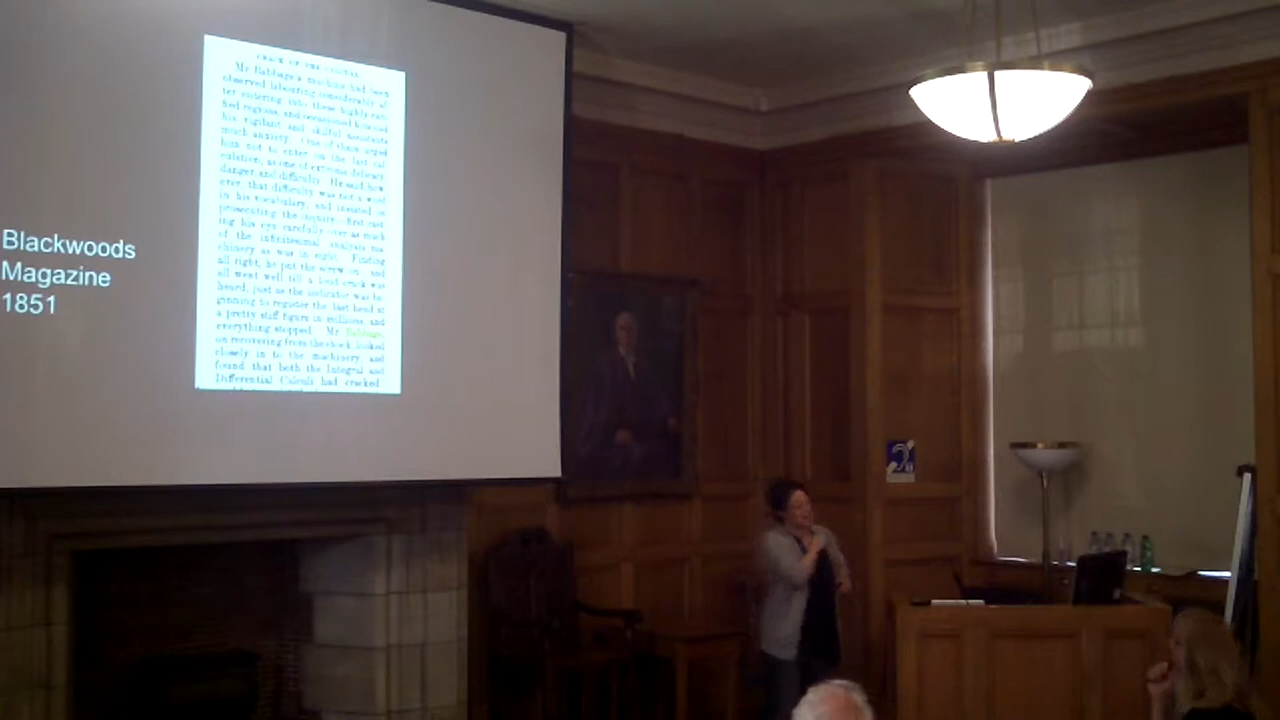 Blackwoods
Magazine
1851
CRACK OF THE
Mr Babbage's machine had been
observed labouring considerably af
ter entering into these highly rari
fied regions, and occasioned him and
his vigilant and skilful assistants
much anxiety. One of them urged
him not to enter on the last cal
culation, as one of extreme delicacy
danger and difficulty. He said how
ever, that difficulty was not a word
in his vocabulary, and insisted on
prosecuting the inquiry first cast
ing his eye carefully over as much
of the infinitesimal analysis ma
chinery as was in sight. Finding
all right, he put the screw on, and
all went well till a loud crack was
heard, just as the indicator was be
ginning to register the last head at
a pretty stiff figure in millions, and
everything stopped. Mr Babbage,
on recovering from the shock, looked
closely in to the machinery, and
found that both the Integral and
Differential Calculi had cracked